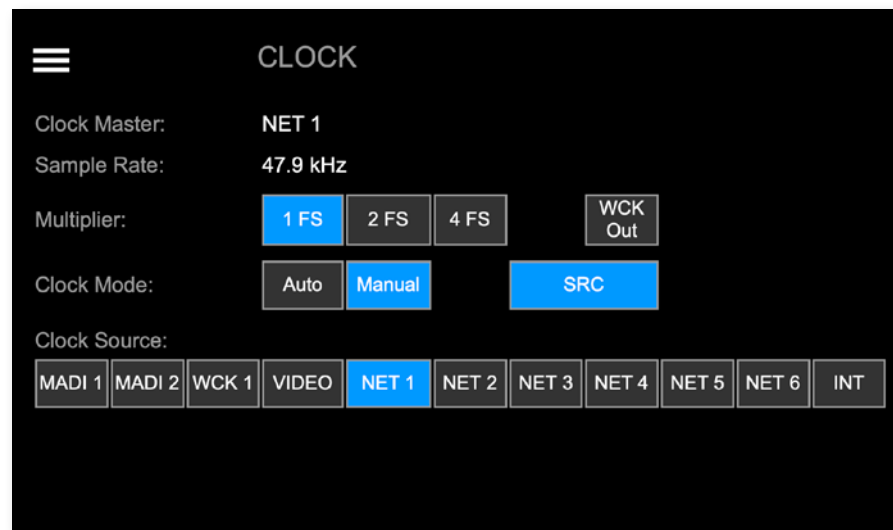 CLOCK
Clock Master: NET 1
Sample Rate: 47.9 kHz
Multiplier: 1 FS 2 FS 4 FS WCK
Out
Clock Mode: Auto Manual SRC
Clock Source:
MADI 1 MADI 2 WCK 1 VIDEO NET 1 NET 2 NET 3 NET 4 NET 5 NET 6 INT